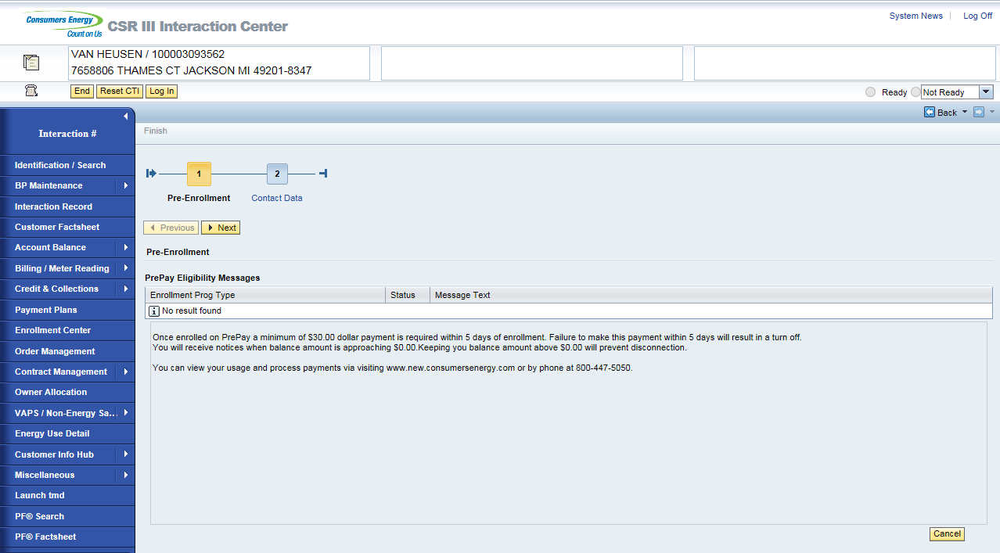 Consumers Energy
Count on Us
CSR III Interaction Center
System News
Log Off
VAN HEUSEN / 100003093562
7658806 THAMES CT JACKSON MI 49201-8347
End
Reset CTI
Log In
Ready
Not Ready
Back
Interaction #
Identification / Search
BP Maintenance
Interaction Record
Customer Factsheet
Account Balance
Billing / Meter Reading
Credit & Collections
Payment Plans
Enrollment Center
Order Management
Contract Management
Owner Allocation
VAPS / Non-Energy Sa...
Energy Use Detail
Customer Info Hub
Miscellaneous
Launch tmd
PF® Search
PF® Factsheet
Finish
1
2
Pre-Enrollment
Contact Data
Previous
Next
Pre-Enrollment
PrePay Eligibility Messages
Enrollment Prog Type
Status
Message Text
No result found
Once enrolled on PrePay a minimum of $30.00 dollar payment is required within 5 days of enrollment. Failure to make this payment within 5 days will result in a turn off.
You will receive notices when balance amount is approaching $0.00.Keeping you balance amount above $0.00 will prevent disconnection.
You can view your usage and process payments via visiting www.new.consumersenergy.com or by phone at 800-447-5050.
Cancel